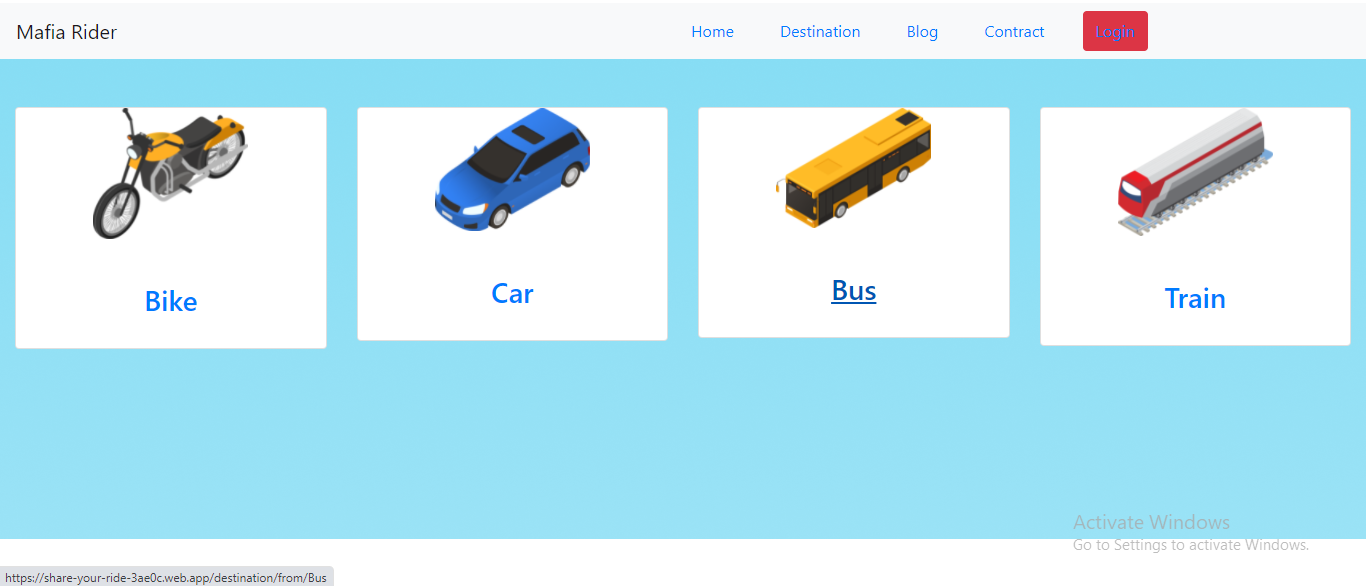 Mafia Rider Home Destination Blog Contract Login
Bike Car Bus Train
Activate Windows
Go to Settings to activate Windows.
https://share-your-ride-3ae0c.web.app/destination/from/Bus